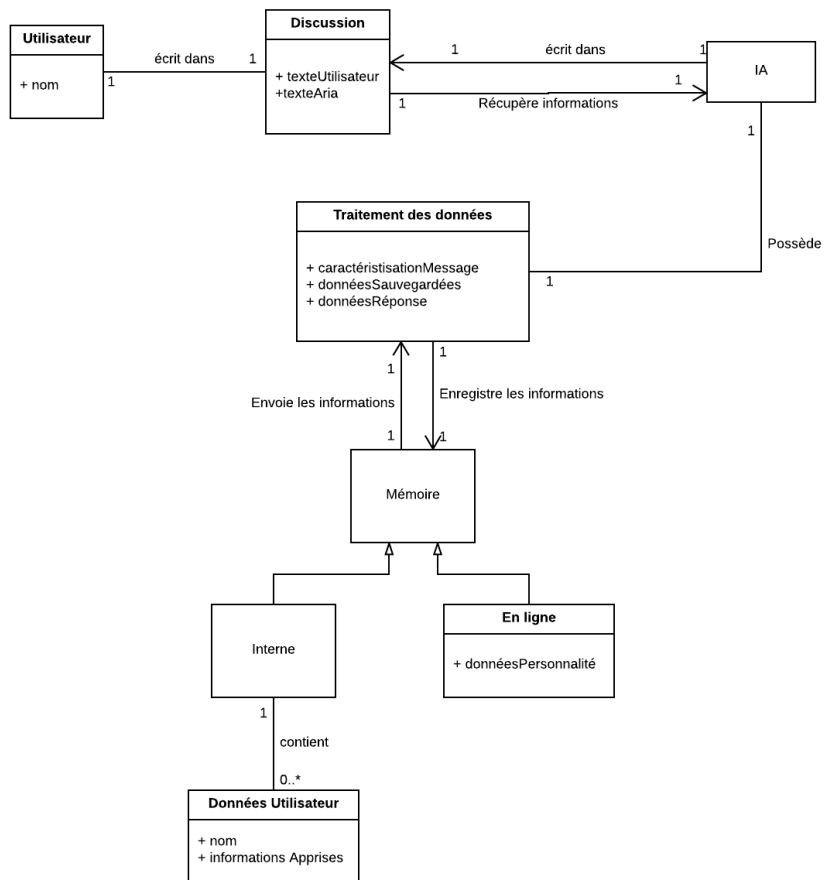 Utilisateur
+ nom
écrit dans
1
1
Discussion
+ texteUtilisateur
+texteAria
1
écrit dans
1
1
Récupère informations
1
IA
1
Possède
1
Traitement des données
+ caractéristisationMessage
+ donnéesSauvegardées
+ donnéesRéponse
1
1
Envoie les informations
Enregistre les informations
1
1
Mémoire
Interne
En ligne
+ donnéesPersonnalité
1
contient
0..*
Données Utilisateur
+ nom
+ informations Apprises